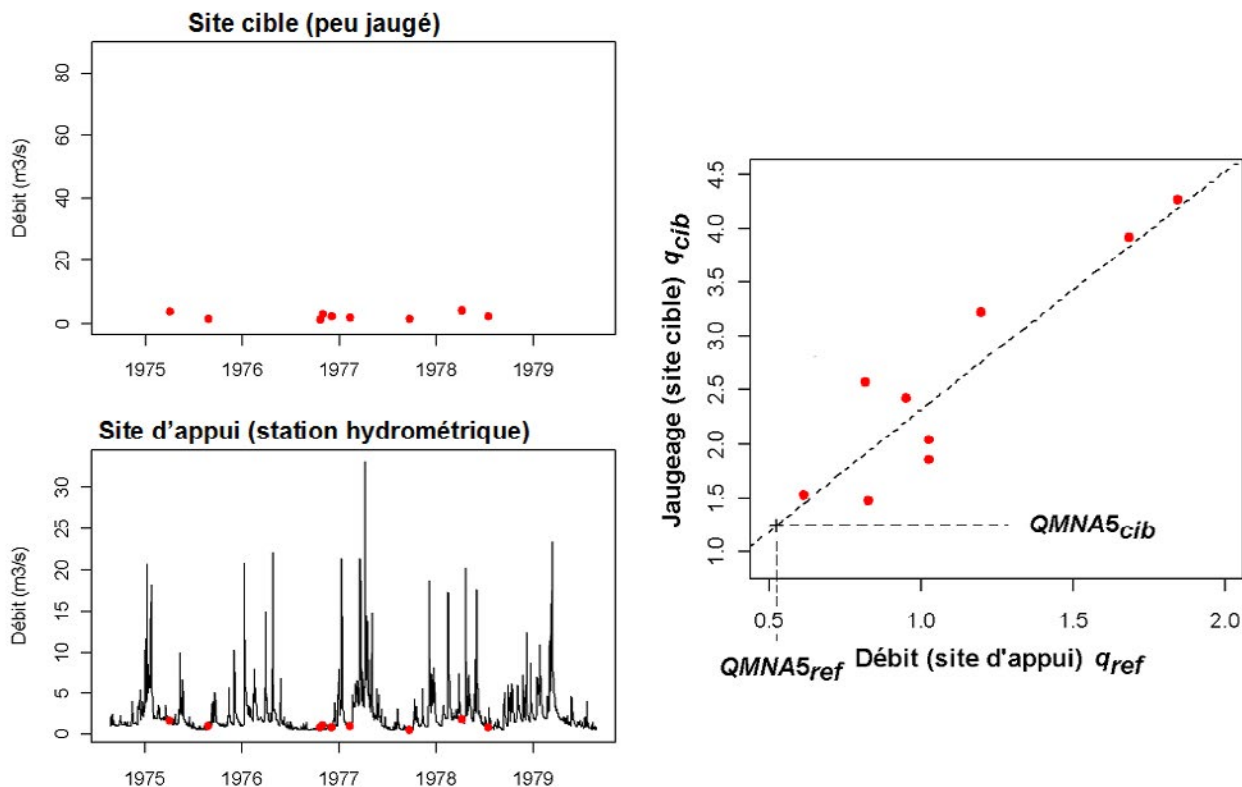 Site cible (peu jaugé)
Débit (m3/s)
80
60
40
20
0
1975 1976 1977 1978 1979
Site d'appui (station hydrométrique)
Débit (m3/s)
30
25
20
15
10
5
0
1975 1976 1977 1978 1979
Jaugeage (site cible) qcib
4.5
4.0
3.5
3.0
2.5
2.0
1.5
1.0
QMNA5cib
0.5 1.0 1.5 2.0
QMNA5ref
Débit (site d'appui) qref